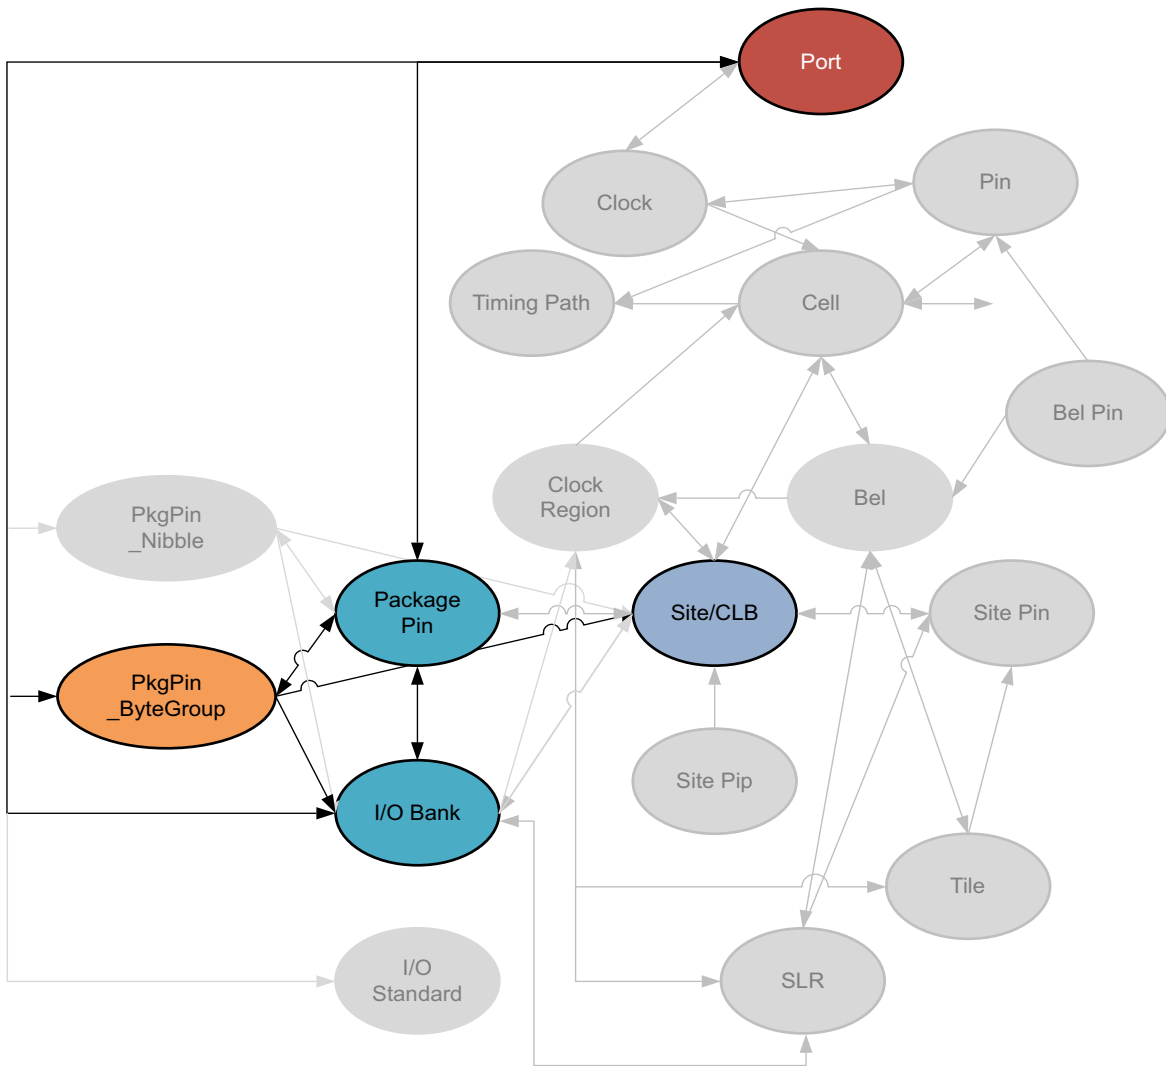 Port
Pin
Clock
Timing Path
Cell
Bel Pin
Clock
Region
Bel
PkgPin
_Nibble
Package
Pin
Site/CLB
Site Pin
PkgPin
_ByteGroup
Site Pip
I/O Bank
Tile
I/O
Standard
SLR